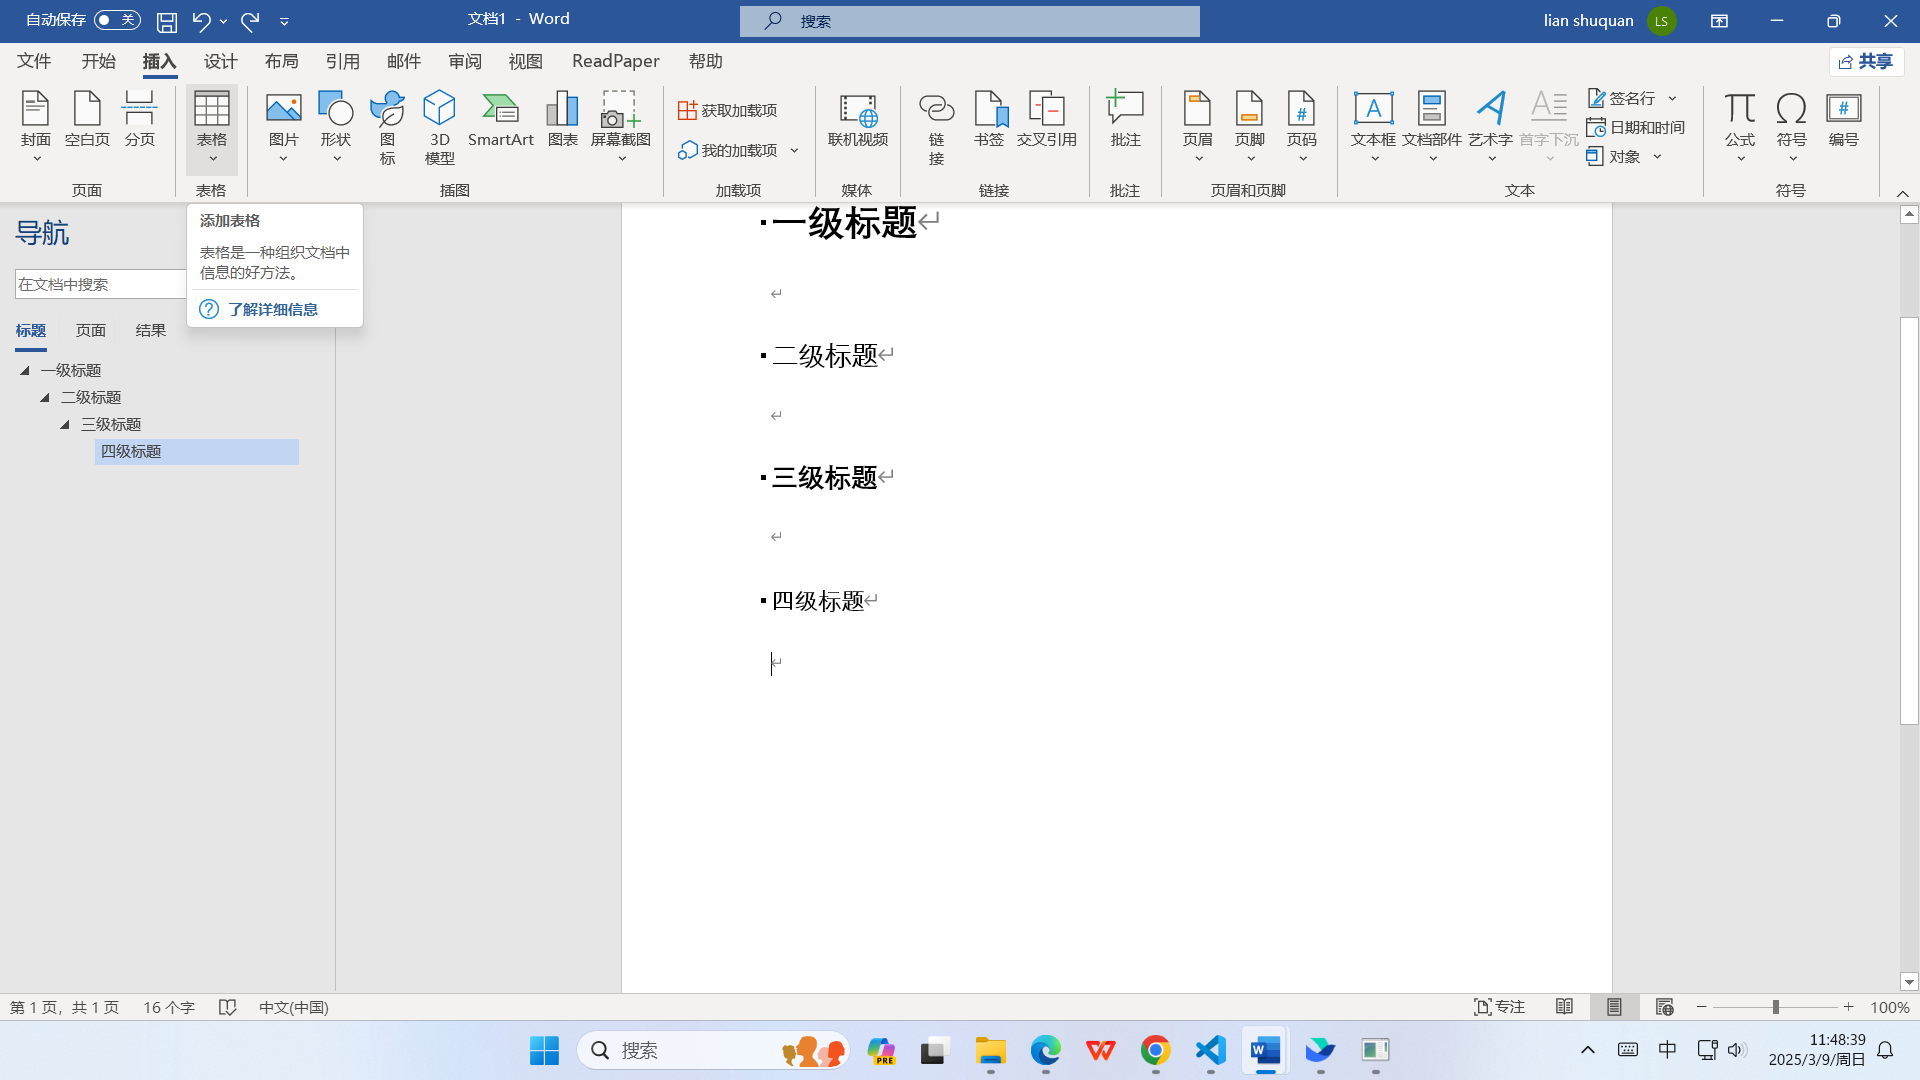 自动保存 关 文档1 - Word 搜索 lian shuquan LS
文件 开始 插入 设计 布局 引用 邮件 审阅 视图 ReadPaper 帮助 共享
封面 空白页 分页 表格 图片 形状 图标 3D 模型 SmartArt 图表 屏幕截图
获取加载项
我的加载项
联机视频 链接 书签 交叉引用 批注 页眉 页脚 页码 文本框 文档部件 艺术字 首字下沉
签名行
日期和时间
对象
公式 符号 编号
页面 表格 插图 加载项 媒体 链接 批注 页眉和页脚 文本 符号
添加表格
表格是一种组织文档中
信息的好方法。
了解详细信息
导航
在文档中搜索
标题 页面 结果
一级标题
二级标题
三级标题
四级标题
一级标题
二级标题
三级标题
四级标题
第 1 页，共 1 页 16 个字 中文(中国) 专注 100%
搜索 PRE 中 11:48:39
2025/3/9/周日